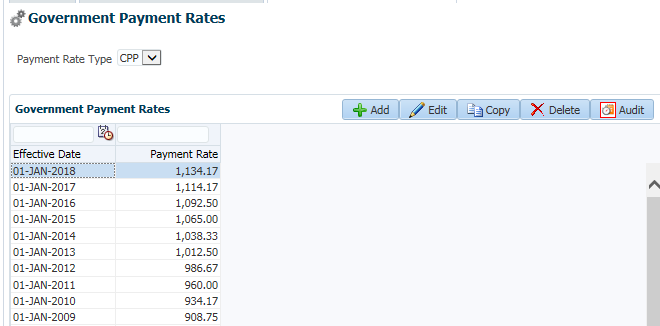 Government Payment Rates
Payment Rate Type CPP
Government Payment Rates Add Edit Copy Delete Audit
Effective Date Payment Rate
01-JAN-2018 1,134.17
01-JAN-2017 1,114.17
01-JAN-2016 1,092.50
01-JAN-2015 1,065.00
01-JAN-2014 1,038.33
01-JAN-2013 1,012.50
01-JAN-2012 986.67
01-JAN-2011 960.00
01-JAN-2010 934.17
01-JAN-2009 908.75